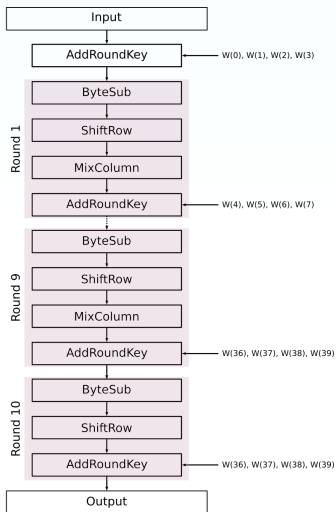 Input
AddRoundKey
W(0), W(1), W(2), W(3)
Round 1
ByteSub
ShiftRow
MixColumn
AddRoundKey
W(4), W(5), W(6), W(7)
Round 9
ByteSub
ShiftRow
MixColumn
AddRoundKey
W(36), W(37), W(38), W(39)
Round 10
ByteSub
ShiftRow
AddRoundKey
W(36), W(37), W(38), W(39)
Output